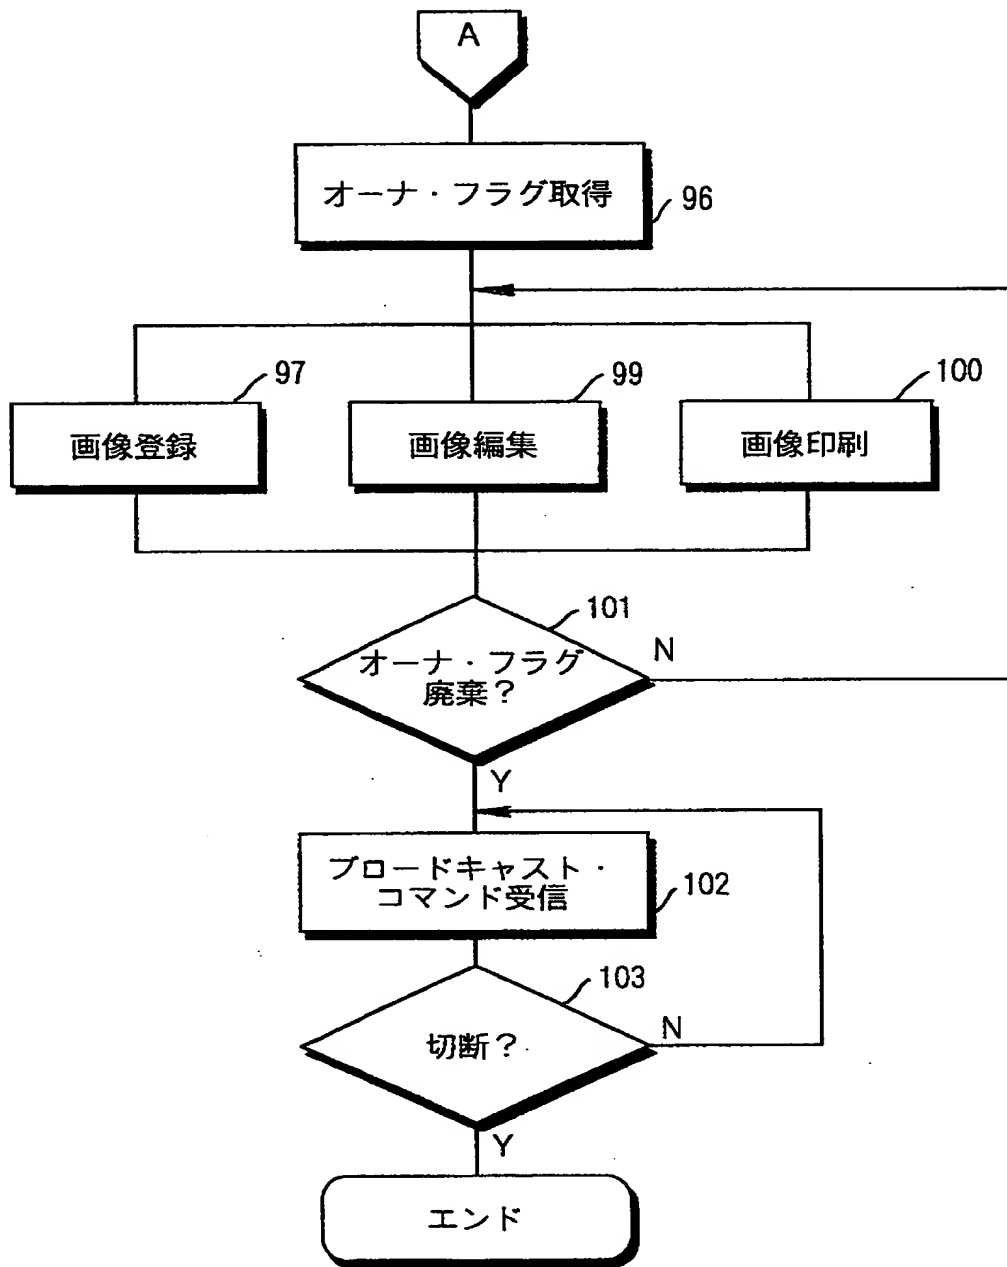 A
オーナ・フラグ取得
96
97
99
100
画像登録
画像編集
画像印刷
101
オーナ・フラグ
廃棄？
N
Y
ブロードキャスト・
コマンド受信
102
103
切断？
N
Y
エンド